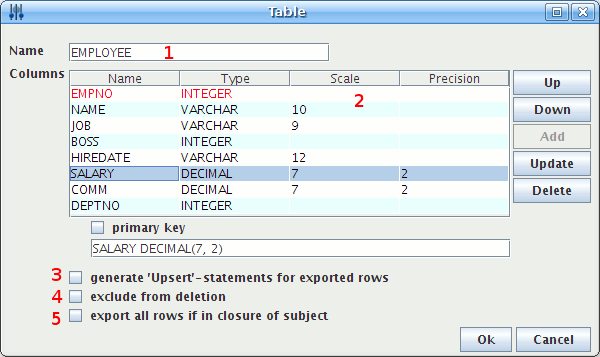 Table
Name EMPLOYEE 1
Columns Name Type Scale Precision Up
EMPNO INTEGER 2
NAME VARCHAR 10 Down
JOB VARCHAR 9
BOSS INTEGER Add
HIREDATE VARCHAR 12 Update
SALARY DECIMAL 7 2
COMM DECIMAL 7 2 Delete
DEPTNO INTEGER
primary key
SALARY DECIMAL(7, 2)
3 generate 'Upsert'-statements for exported rows
4 exclude from deletion
5 export all rows if in closure of subject
Ok Cancel